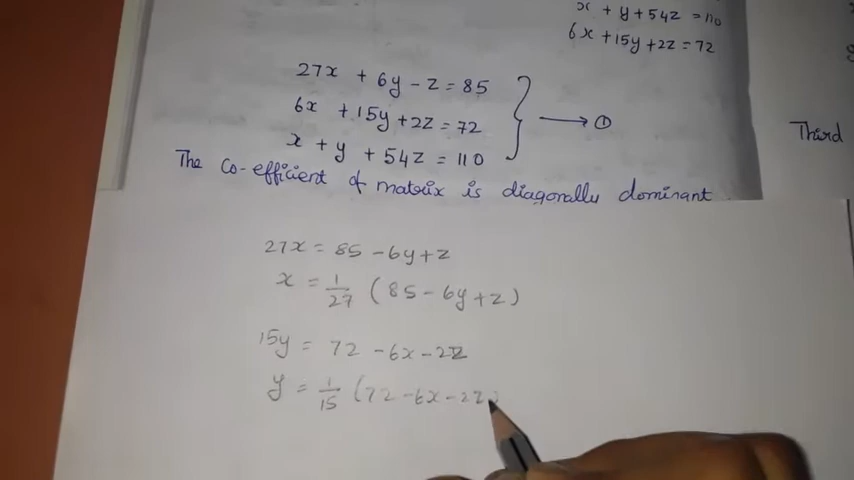 x + y + 54z = 110
6x + 15y + 2z = 72
27x + 6y - z = 85
6x + 15y + 2z = 72
x + y + 54z = 110
} → ①
Third
The Co-efficient of matrix is diagonally dominant
27x = 85 - 6y + z
x = 1/27 (85 - 6y + z)
15y = 72 - 6x - 2z
y = 1/15 (72 - 6x - 2z)